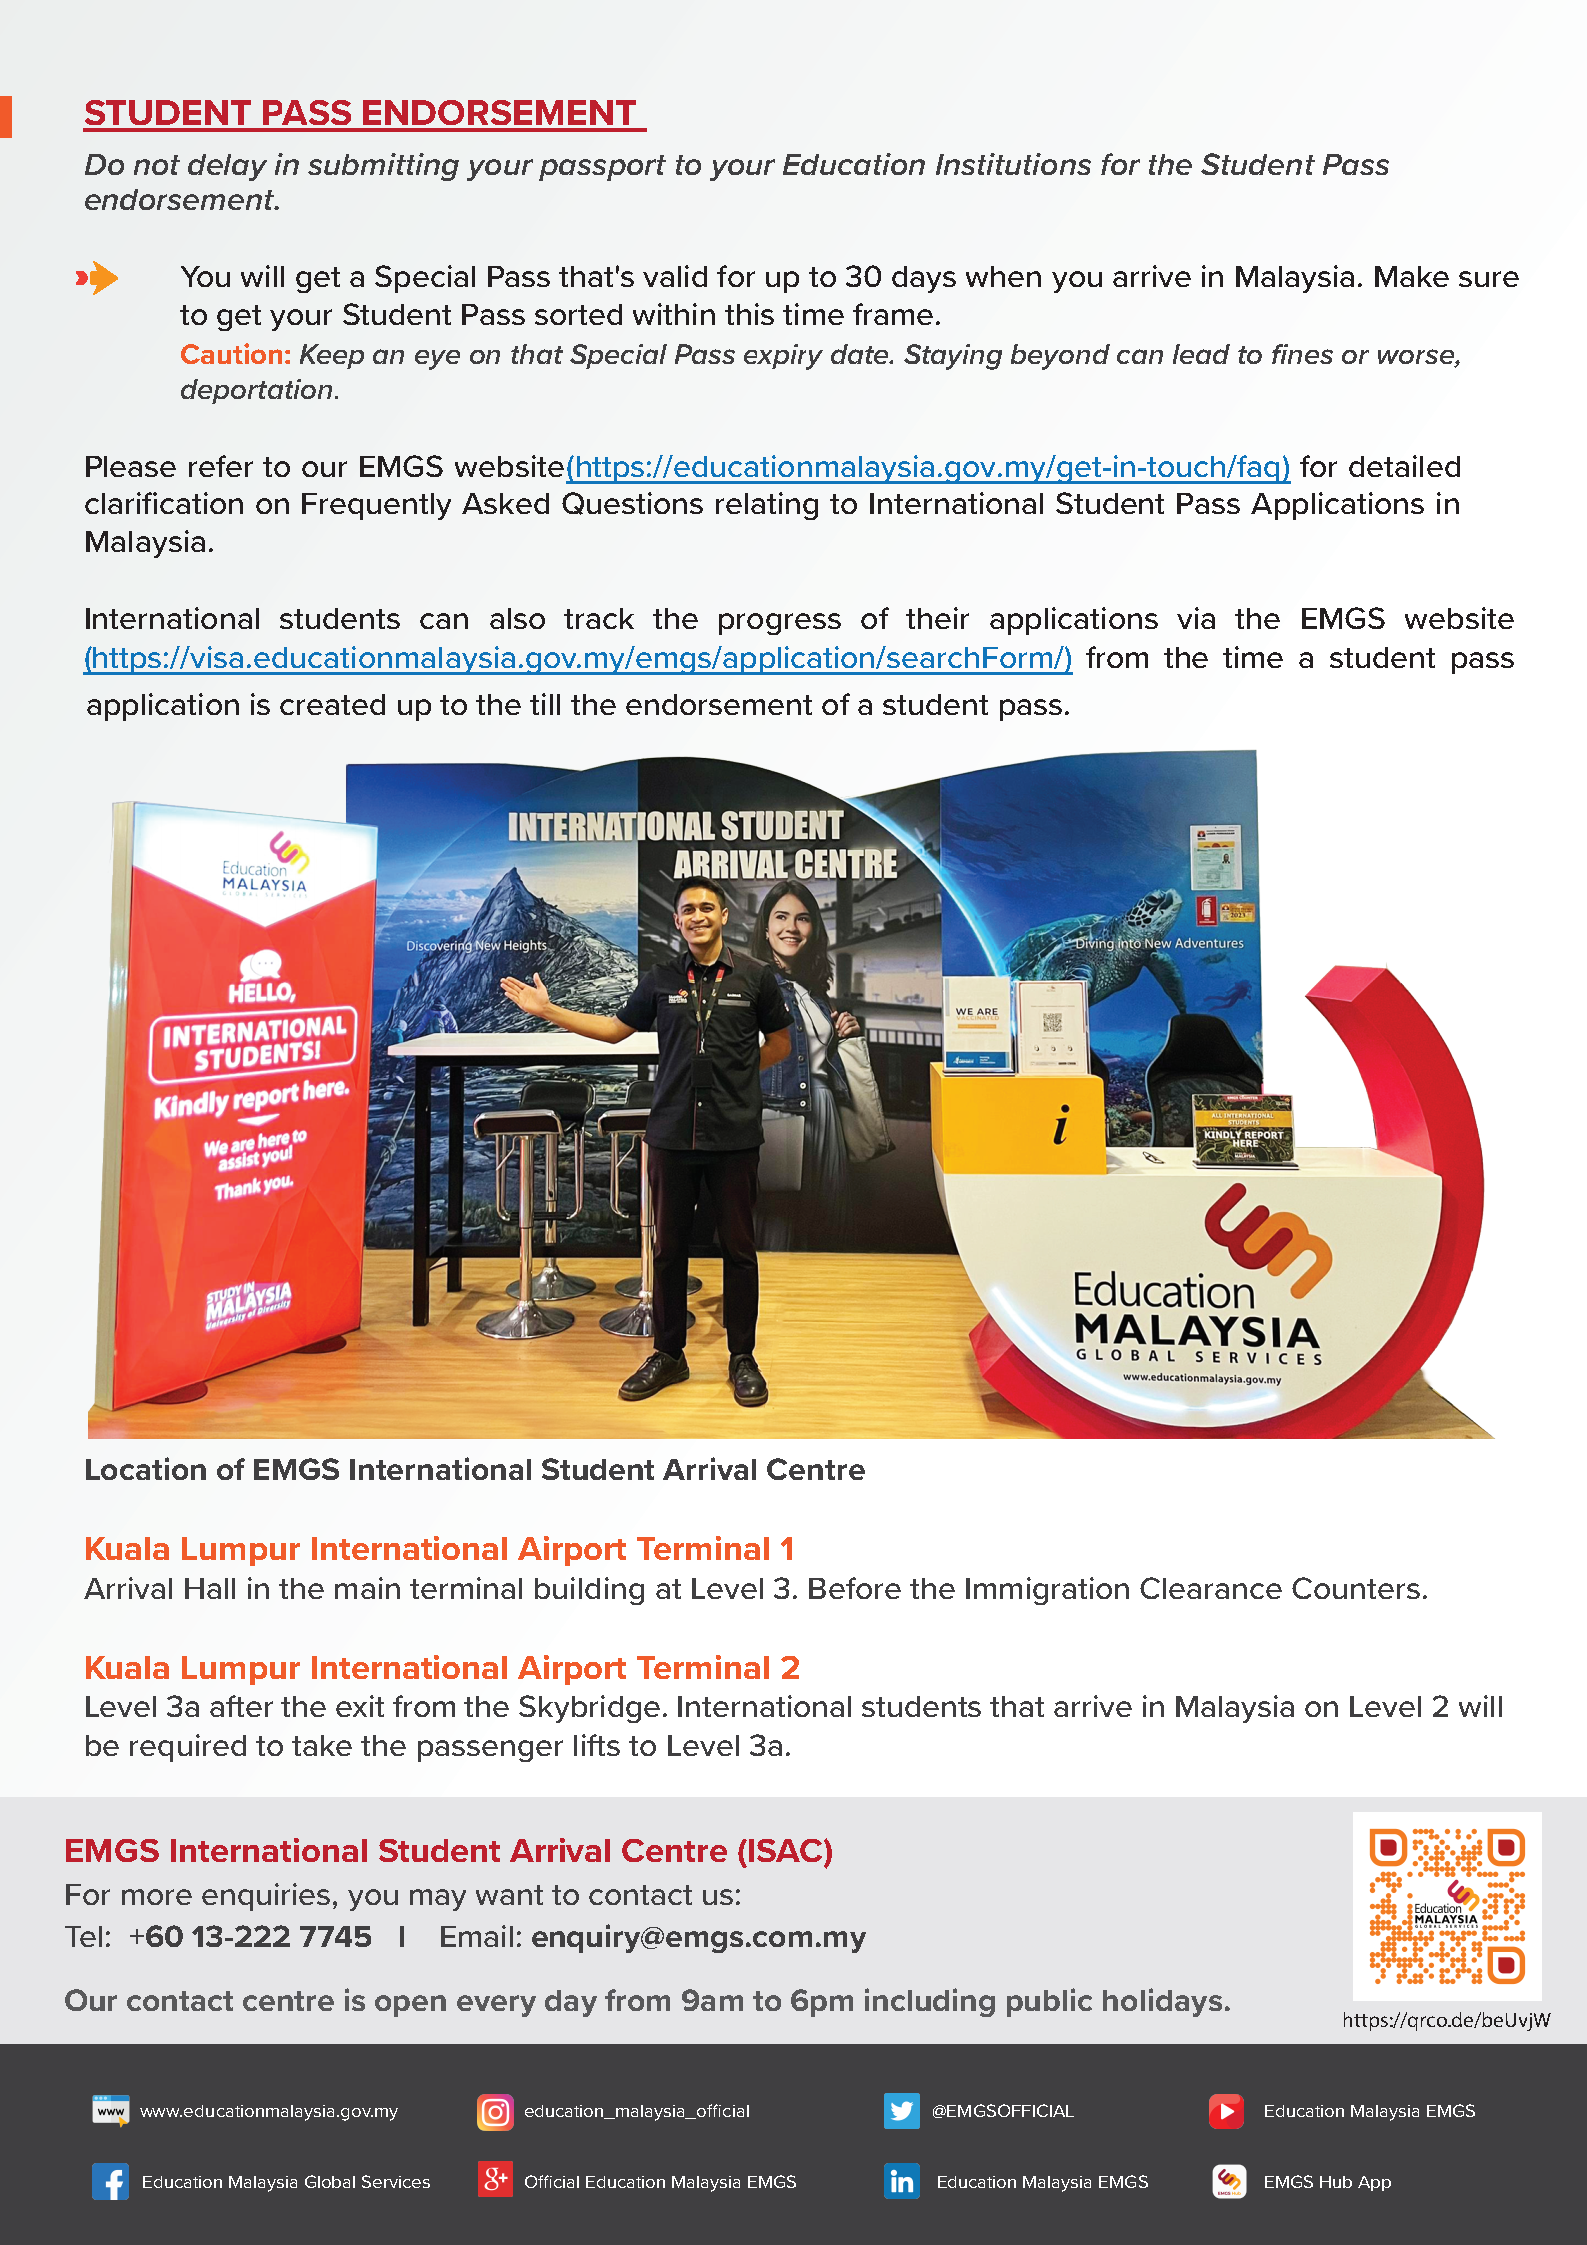 STUDENT PASS ENDORSEMENT
Do not delay in submitting your passport to your Education Institutions for the Student Pass
endorsement.
You will get a Special Pass that's valid for up to 30 days when you arrive in Malaysia. Make sure
to get your Student Pass sorted within this time frame.
Caution: Keep an eye on that Special Pass expiry date. Staying beyond can lead to fines or worse,
deportation.
Please refer to our EMGS website(https://educationmalaysia.gov.my/get-in-touch/faq) for detailed
clarification on Frequently Asked Questions relating to International Student Pass Applications in
Malaysia.
International students can also track the progress of their applications via the EMGS website
(https://visa.educationmalaysia.gov.my/emgs/application/searchForm/) from the time a student pass
application is created up to the till the endorsement of a student pass.
INTERNATIONAL STUDENT
ARRIVAL CENTRE
Education
MALAYSIA
GLOBAL SERVICES
HELLO,
INTERNATIONAL
STUDENTS!
Kindly report here.
We are here to
assist you!
Thank you.
STUDY IN
MALAYSIA
University of Diversity
Discovering New Heights
Diving into New Adventures
2023
WE ARE
VACCINATED
i
EMGS COUNTER
ALL INTERNATIONAL
STUDENTS
KINDLY REPORT
HERE
Education
MALAYSIA
GLOBAL SERVICES
www.educationmalaysia.gov.my
Location of EMGS International Student Arrival Centre
Kuala Lumpur International Airport Terminal 1
Arrival Hall in the main terminal building at Level 3. Before the Immigration Clearance Counters.
Kuala Lumpur International Airport Terminal 2
Level 3a after the exit from the Skybridge. International students that arrive in Malaysia on Level 2 will
be required to take the passenger lifts to Level 3a.
EMGS International Student Arrival Centre (ISAC)
For more enquiries, you may want to contact us:
Tel: +60 13-222 7745 | Email: enquiry@emgs.com.my
Our contact centre is open every day from 9am to 6pm including public holidays.
Education
MALAYSIA
GLOBAL SERVICES
https://qrco.de/beUvjW
www www.educationmalaysia.gov.my education_malaysia_official @EMGSOFFICIAL Education Malaysia EMGS
Education Malaysia Global Services g+ Official Education Malaysia EMGS in Education Malaysia EMGS EMGS Hub App